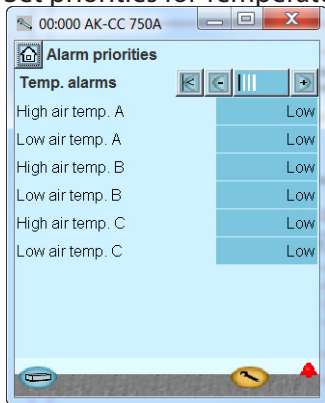 00:000 AK-CC 750A
Alarm priorities
Temp. alarms
High air temp. A Low
Low air temp. A Low
High air temp. B Low
Low air temp. B Low
High air temp. C Low
Low air temp. C Low